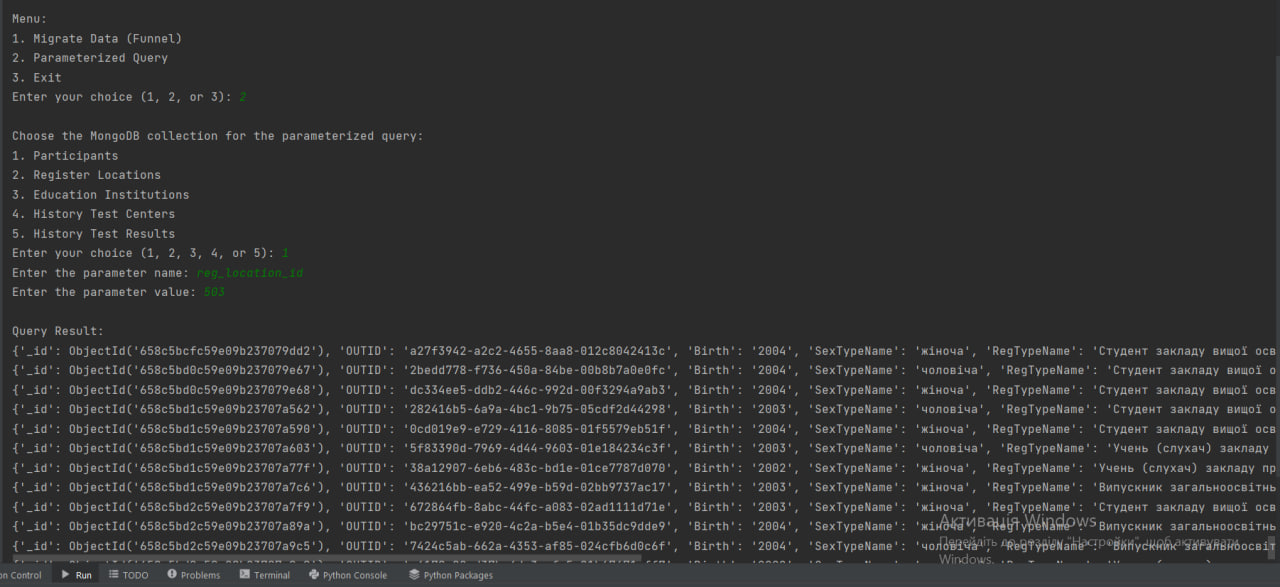 Menu:
1. Migrate Data (Funnel)
2. Parameterized Query
3. Exit
Enter your choice (1, 2, or 3): 2
Choose the MongoDB collection for the parameterized query:
1. Participants
2. Register Locations
3. Education Institutions
4. History Test Centers
5. History Test Results
Enter your choice (1, 2, 3, 4, or 5): 1
Enter the parameter name: reg_location_id
Enter the parameter value: 503
Query Result:
{'_id': ObjectId('658c5bcfc59e09b237079dd2'), 'OUTID': 'a27f3942-a2c2-4655-8aa8-012c8042413c', 'Birth': '2004', 'SexTypeName': 'жіноча', 'RegTypeName': 'Студент закладу вищої осв
{'_id': ObjectId('658c5bd0c59e09b237079e67'), 'OUTID': '2bedd778-f736-450a-84be-00b8b7a0e0fc', 'Birth': '2004', 'SexTypeName': 'чоловіча', 'RegTypeName': 'Студент закладу вищої о
{'_id': ObjectId('658c5bd0c59e09b237079e68'), 'OUTID': 'dc334ee5-ddb2-446c-992d-00f3294a9ab3', 'Birth': '2004', 'SexTypeName': 'жіноча', 'RegTypeName': 'Студент закладу вищої осв
{'_id': ObjectId('658c5bd1c59e09b23707a562'), 'OUTID': '282416b5-6a9a-4bc1-9b75-05cdf2d44298', 'Birth': '2003', 'SexTypeName': 'чоловіча', 'RegTypeName': 'Студент закладу вищої о
{'_id': ObjectId('658c5bd1c59e09b23707a590'), 'OUTID': '0cd019e9-e729-4116-8085-01f5579eb51f', 'Birth': '2004', 'SexTypeName': 'жіноча', 'RegTypeName': 'Студент закладу вищої осв
{'_id': ObjectId('658c5bd1c59e09b23707a603'), 'OUTID': '5f83390d-7969-4d44-9603-01e184234c3f', 'Birth': '2003', 'SexTypeName': 'чоловіча', 'RegTypeName': 'Учень (слухач) закладу
{'_id': ObjectId('658c5bd1c59e09b23707a77f'), 'OUTID': '38a12907-6eb6-483c-bd1e-01ce7787d070', 'Birth': '2002', 'SexTypeName': 'жіноча', 'RegTypeName': 'Учень (слухач) закладу пр
{'_id': ObjectId('658c5bd1c59e09b23707a7c6'), 'OUTID': '436216bb-ea52-499e-b59d-02bb9737ac17', 'Birth': '2003', 'SexTypeName': 'жіноча', 'RegTypeName': 'Випускник загальноосвітнь
{'_id': ObjectId('658c5bd2c59e09b23707a7f9'), 'OUTID': '672864fb-8abc-44fc-a083-02ad1111d71e', 'Birth': '2003', 'SexTypeName': 'жіноча', 'RegTypeName': 'Студент закладу вищої осв
{'_id': ObjectId('658c5bd2c59e09b23707a89a'), 'OUTID': 'bc29751c-e920-4c2a-b5e4-01b35dc9dde9', 'Birth': '2004', 'SexTypeName': 'жіноча', 'RegTypeName': 'Випускник загальноосвітнь
{'_id': ObjectId('658c5bd2c59e09b23707a9c5'), 'OUTID': '7424c5ab-662a-4353-af85-024cfb6d0c6f', 'Birth': '2004', 'SexTypeName': 'чоловіча', 'RegTypeName': 'Випускник загальноосвіт
Активація Windows
Перейдіть до розділу "Настройки", щоб активувати
Windows.
on Control Run TODO Problems Terminal Python Console Python Packages